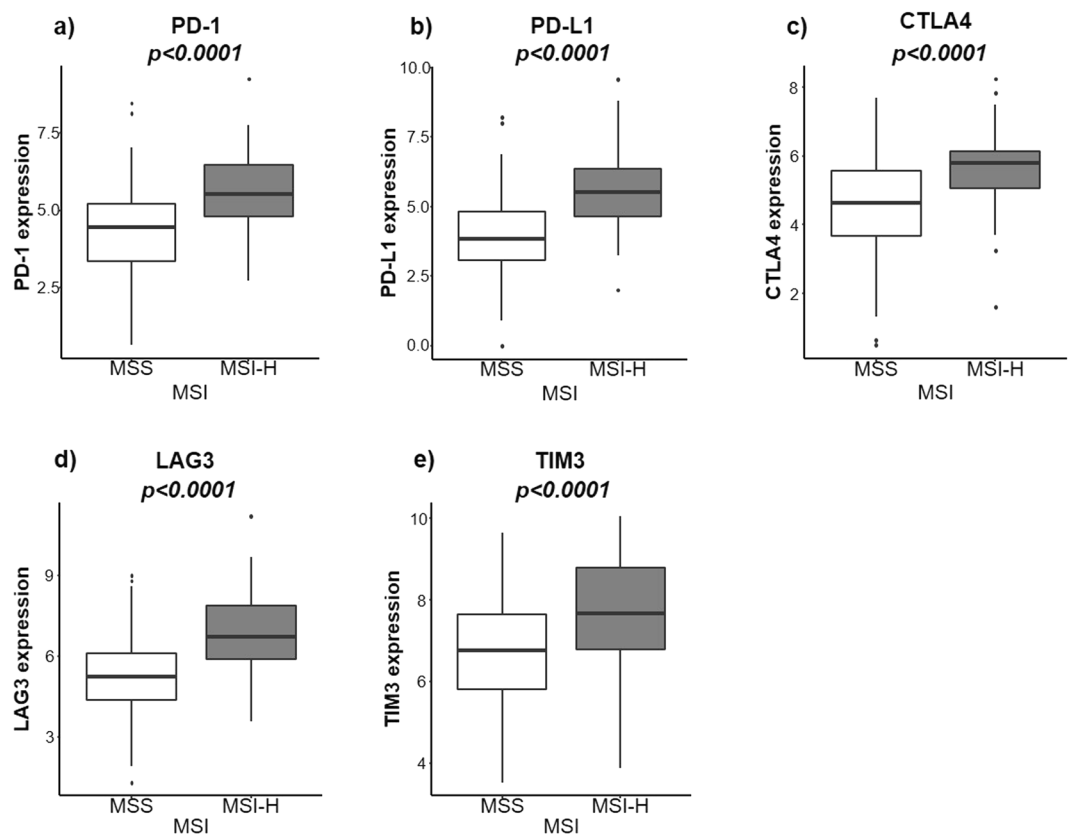 a) PD-1
p<0.0001
PD-1 expression
7.5
5.0
2.5
MSS MSI-H
MSI
b) PD-L1
p<0.0001
PD-L1 expression
10.0
7.5
5.0
2.5
0.0
MSS MSI-H
MSI
c) CTLA4
p<0.0001
CTLA4 expression
8
6
4
2
MSS MSI-H
MSI
d) LAG3
p<0.0001
LAG3 expression
9
6
3
MSS MSI-H
MSI
e) TIM3
p<0.0001
TIM3 expression
10
8
6
4
MSS MSI-H
MSI